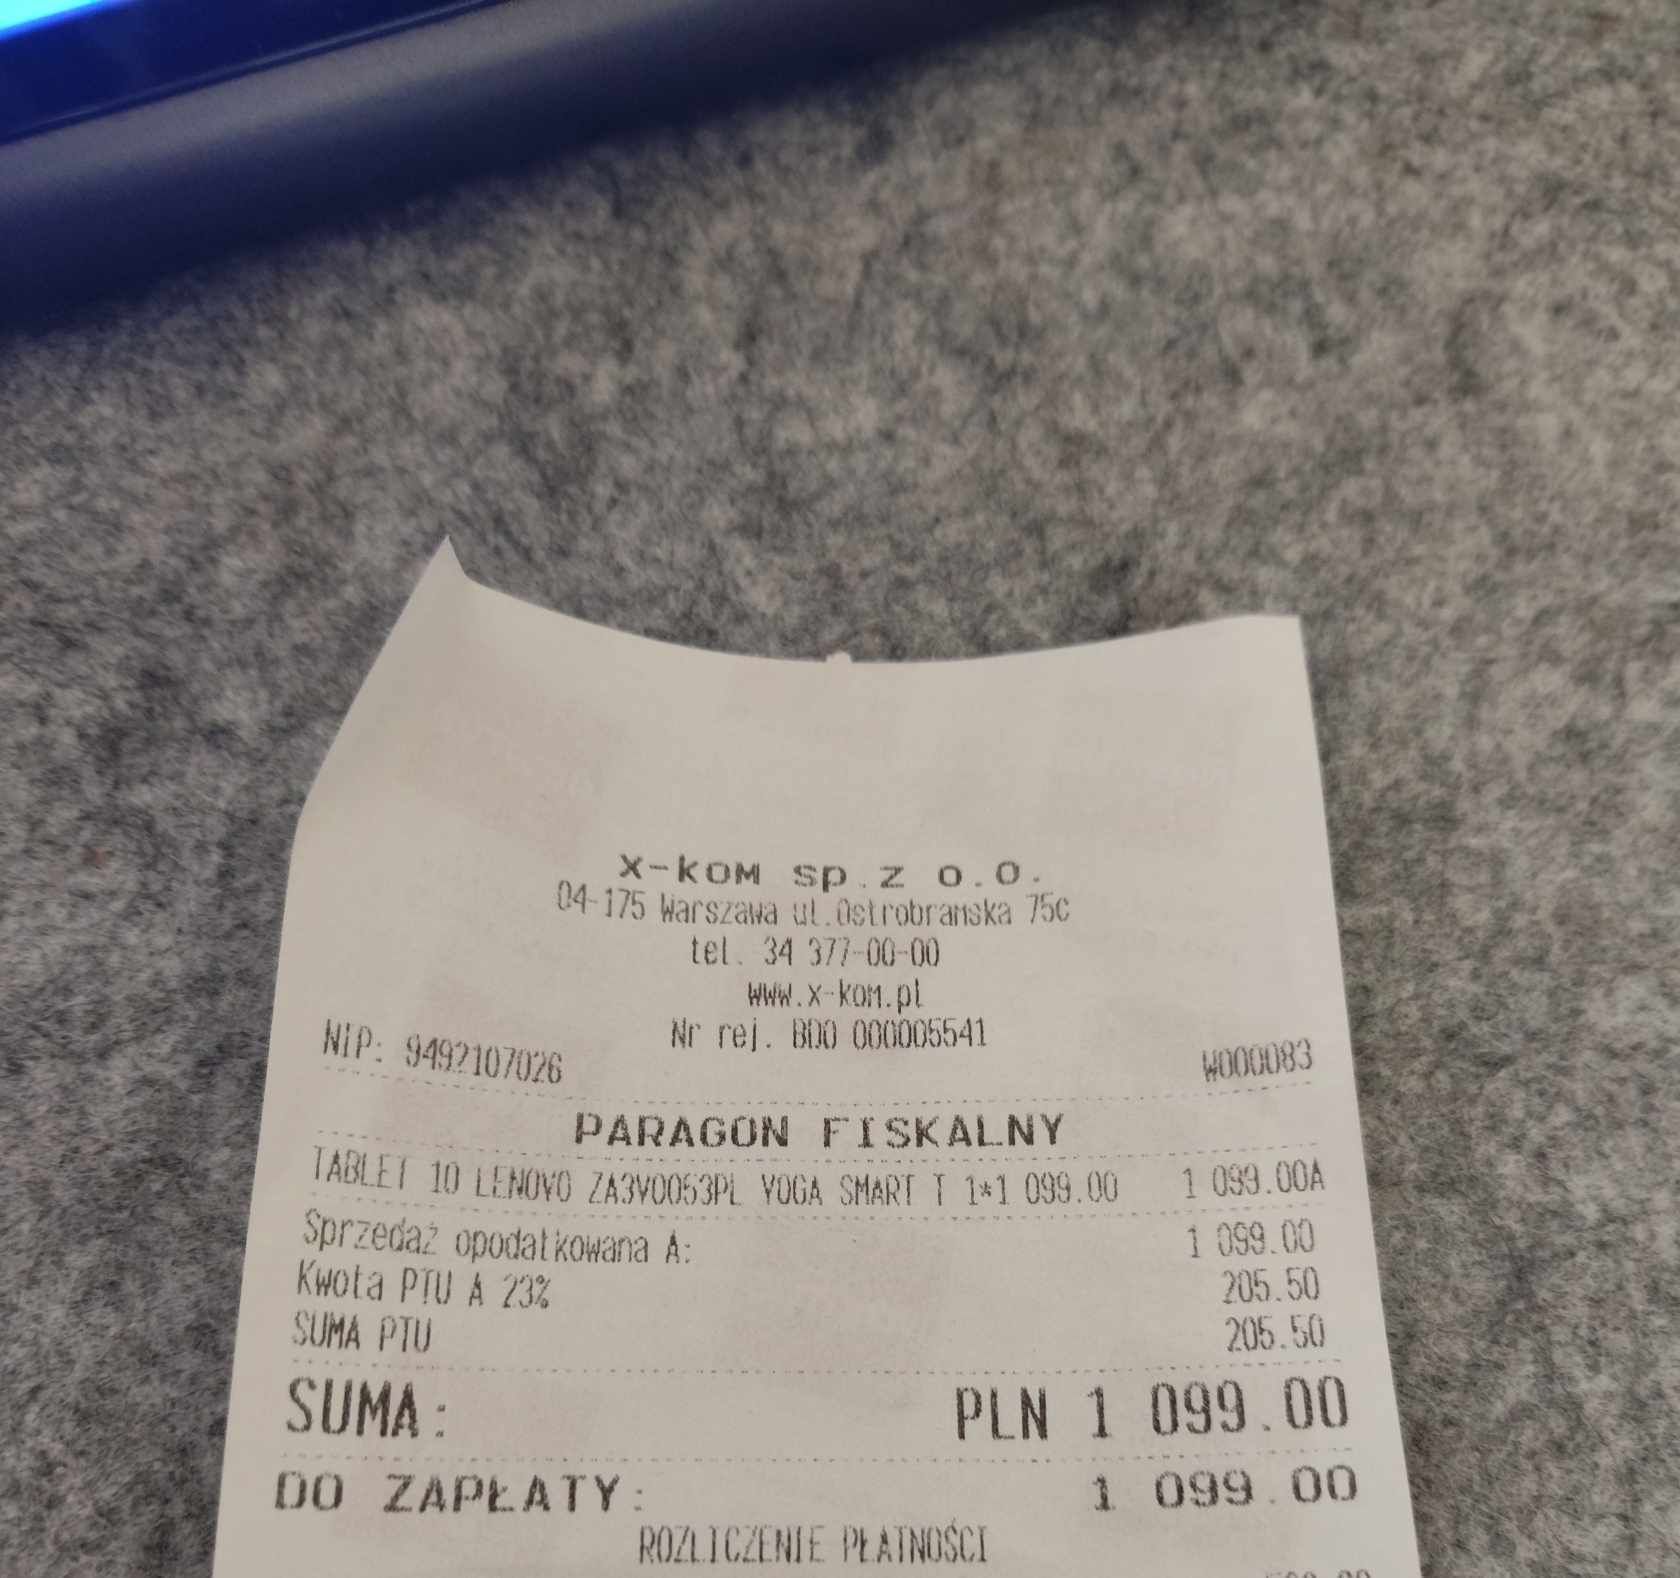 x-kom sp.z o.o.
04-175 Warszawa ul.Ostrobramska 75c
tel. 34 377-00-00
www.x-kom.pl
Nr rej. BDO 000005541
NIP: 9492107026 W000083
PARAGON FISKALNY
TABLET 10 LENOVO ZA3V0053PL YOGA SMART T 1*1 099.00 1 099.00A
Sprzedaż opodatkowana A: 1 099.00
Kwota PTU A 23% 205.50
SUMA PTU 205.50
SUMA: PLN 1 099.00
DO ZAPŁATY: 1 099.00
ROZLICZENIE PŁATNOŚCI